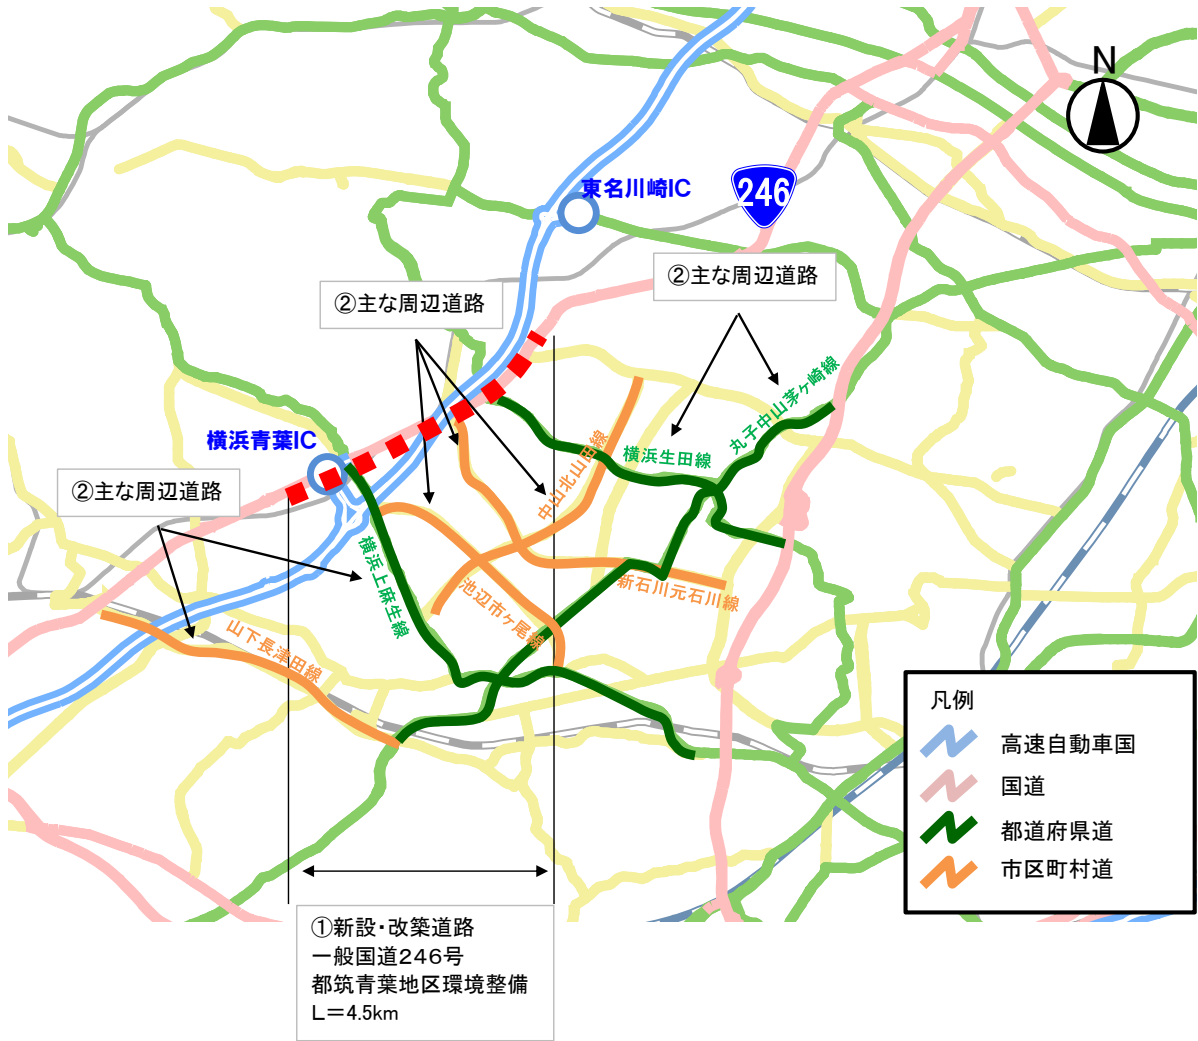 N
東名川崎IC
246
②主な周辺道路
②主な周辺道路
丸子中山茅ヶ崎線
横浜青葉IC
横浜生田線
中山北山田線
②主な周辺道路
横浜上麻生線
新石川元石川線
池辺市ヶ尾線
山下長津田線
凡例
高速自動車国
国道
都道府県道
市区町村道
①新設・改築道路
一般国道246号
都筑青葉地区環境整備
L=4.5km